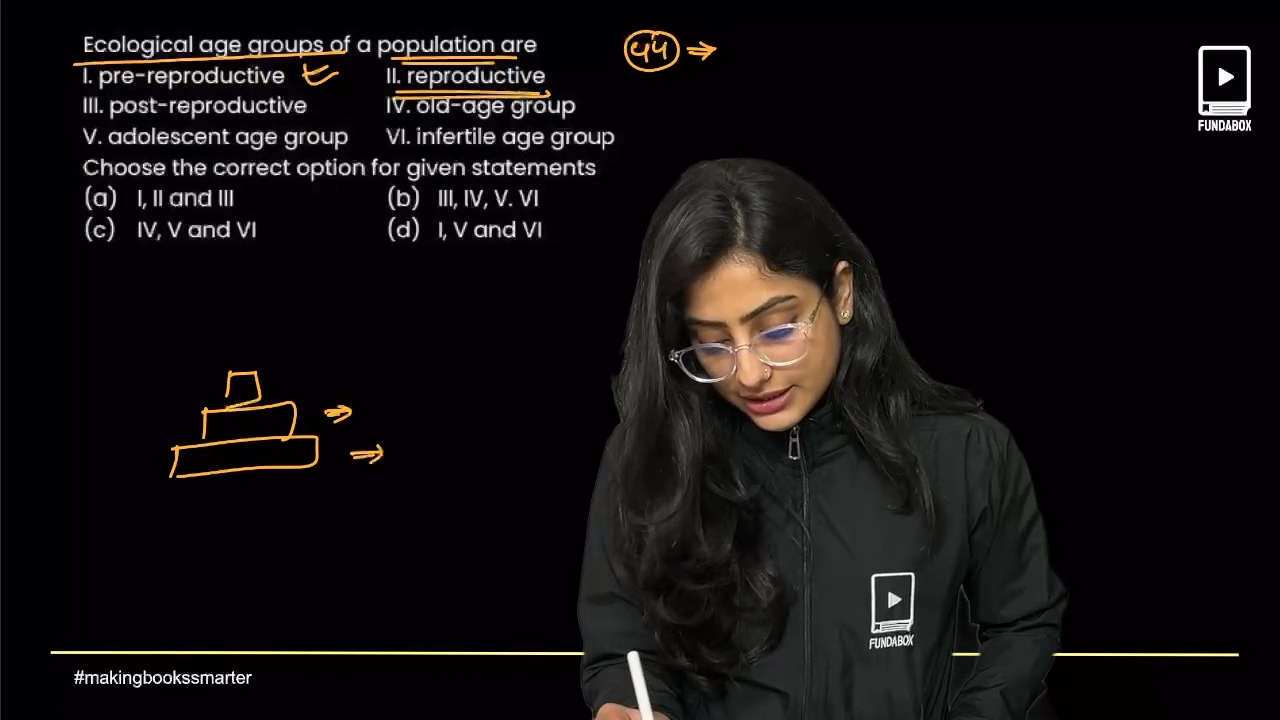 Ecological age groups of a population are
44
I. pre-reproductive II. reproductive
III. post-reproductive IV. old-age group
V. adolescent age group VI. infertile age group
Choose the correct option for given statements
(a) I, II and III (b) III, IV, V. VI
(c) IV, V and VI (d) I, V and VI
FUNDABOX
FUNDABOX
#makingbookssmarter